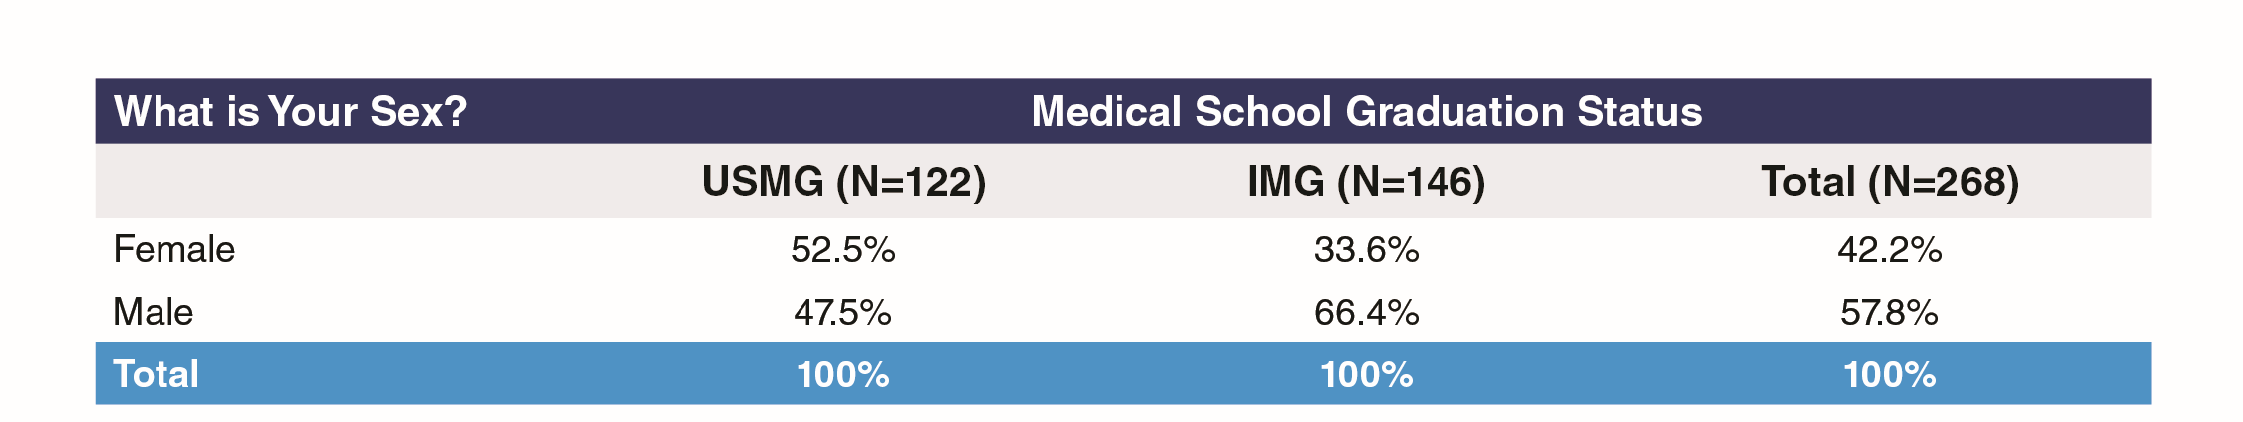 What is Your Sex? Medical School Graduation Status
USMG (N=122) IMG (N=146) Total (N=268)
Female 52.5% 33.6% 42.2%
Male 47.5% 66.4% 57.8%
Total 100% 100% 100%